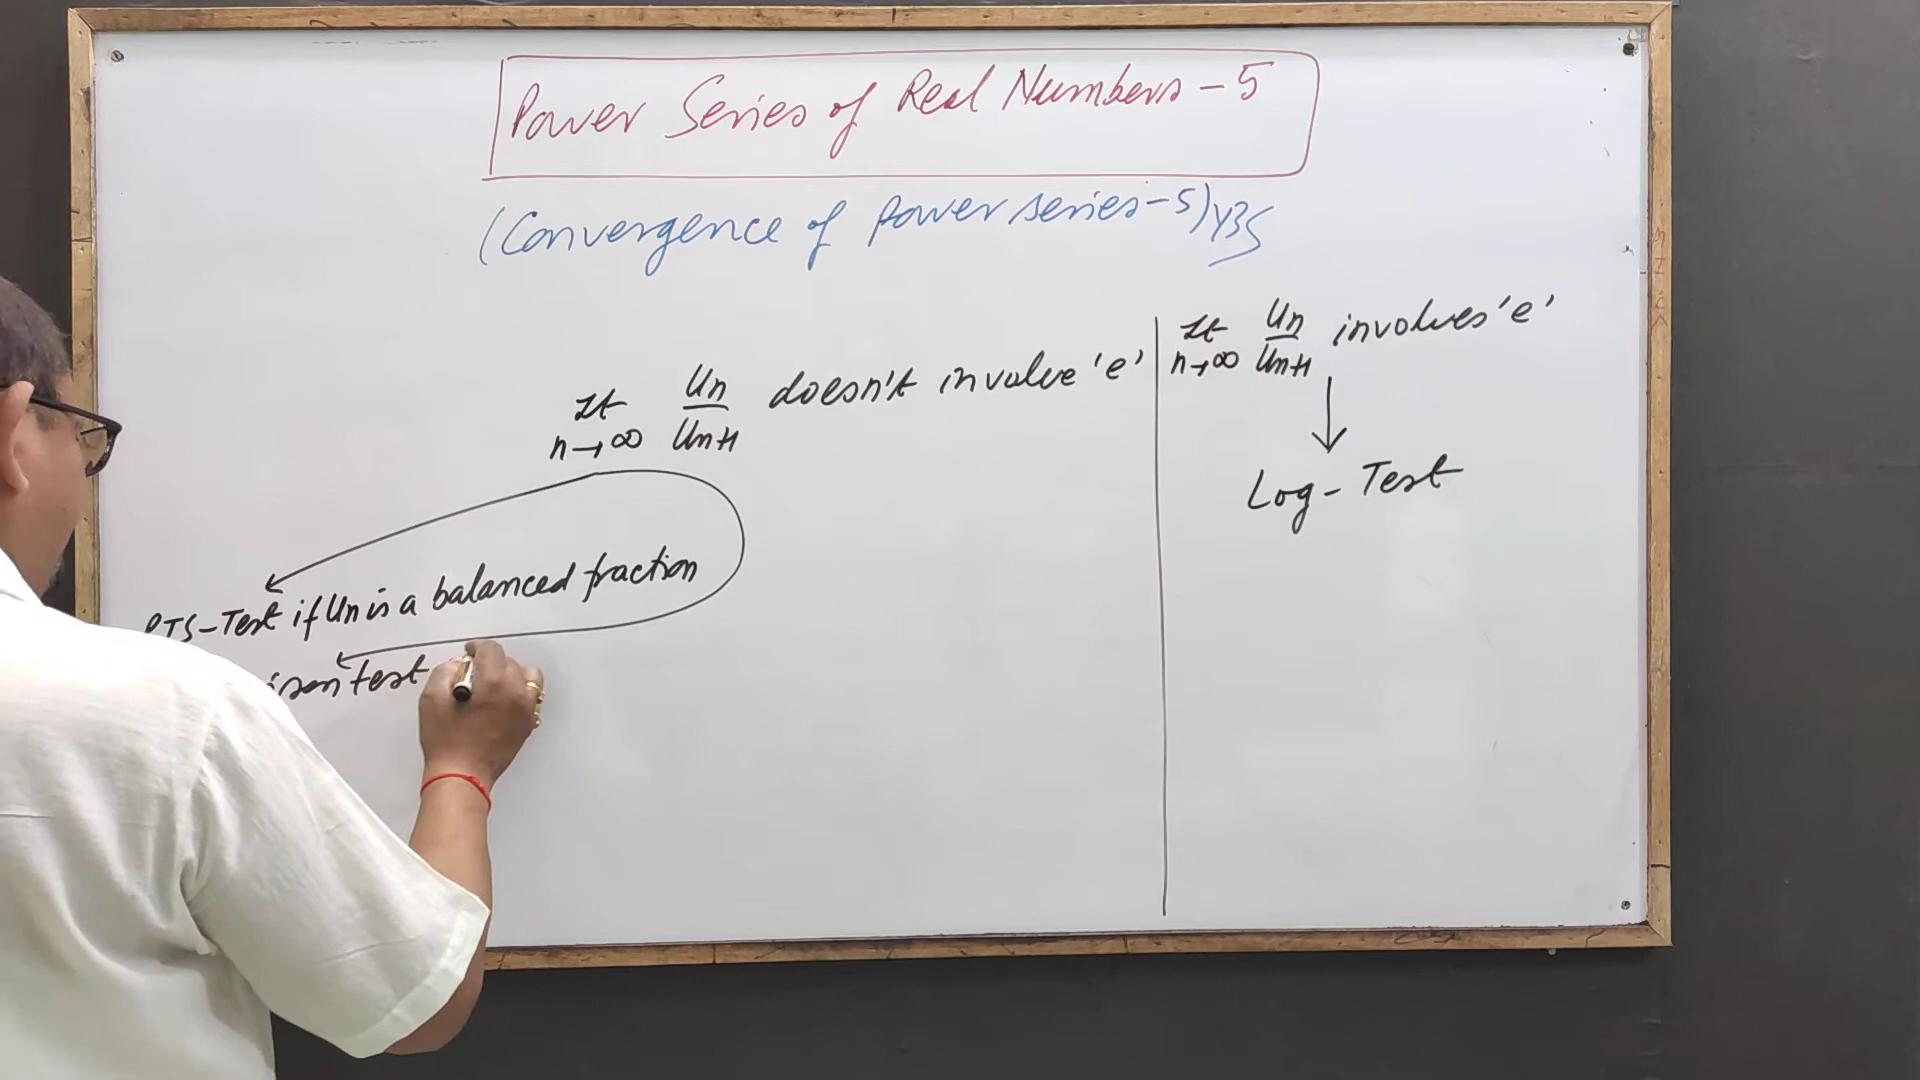 Power Series of Real Numbers - 5
(Convergence of power series - 5) YBS
Lt n→∞ Un/Un+1 doesn't involve 'e'
PTS-Test if Un is a balanced fraction
test
Lt n→∞ Un/Un+1 involves 'e'
Log - Test